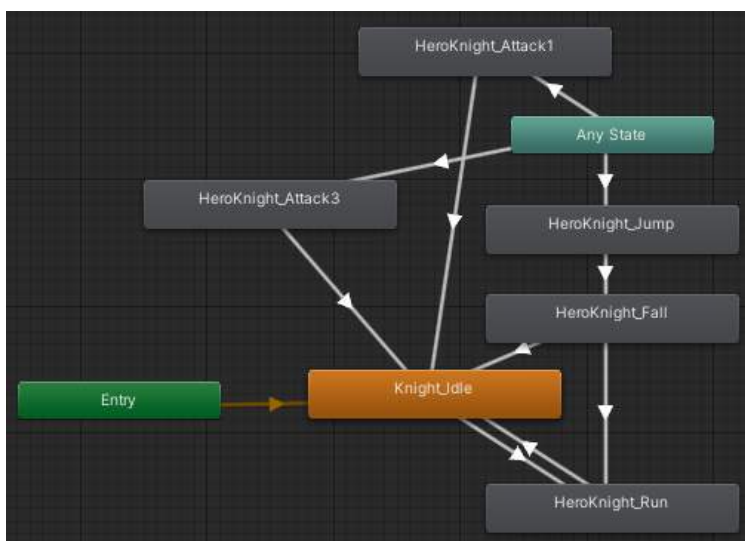 HeroKnight_Attack1
Any State
HeroKnight_Attack3
HeroKnight_Jump
HeroKnight_Fall
Knight_Idle
Entry
HeroKnight_Run